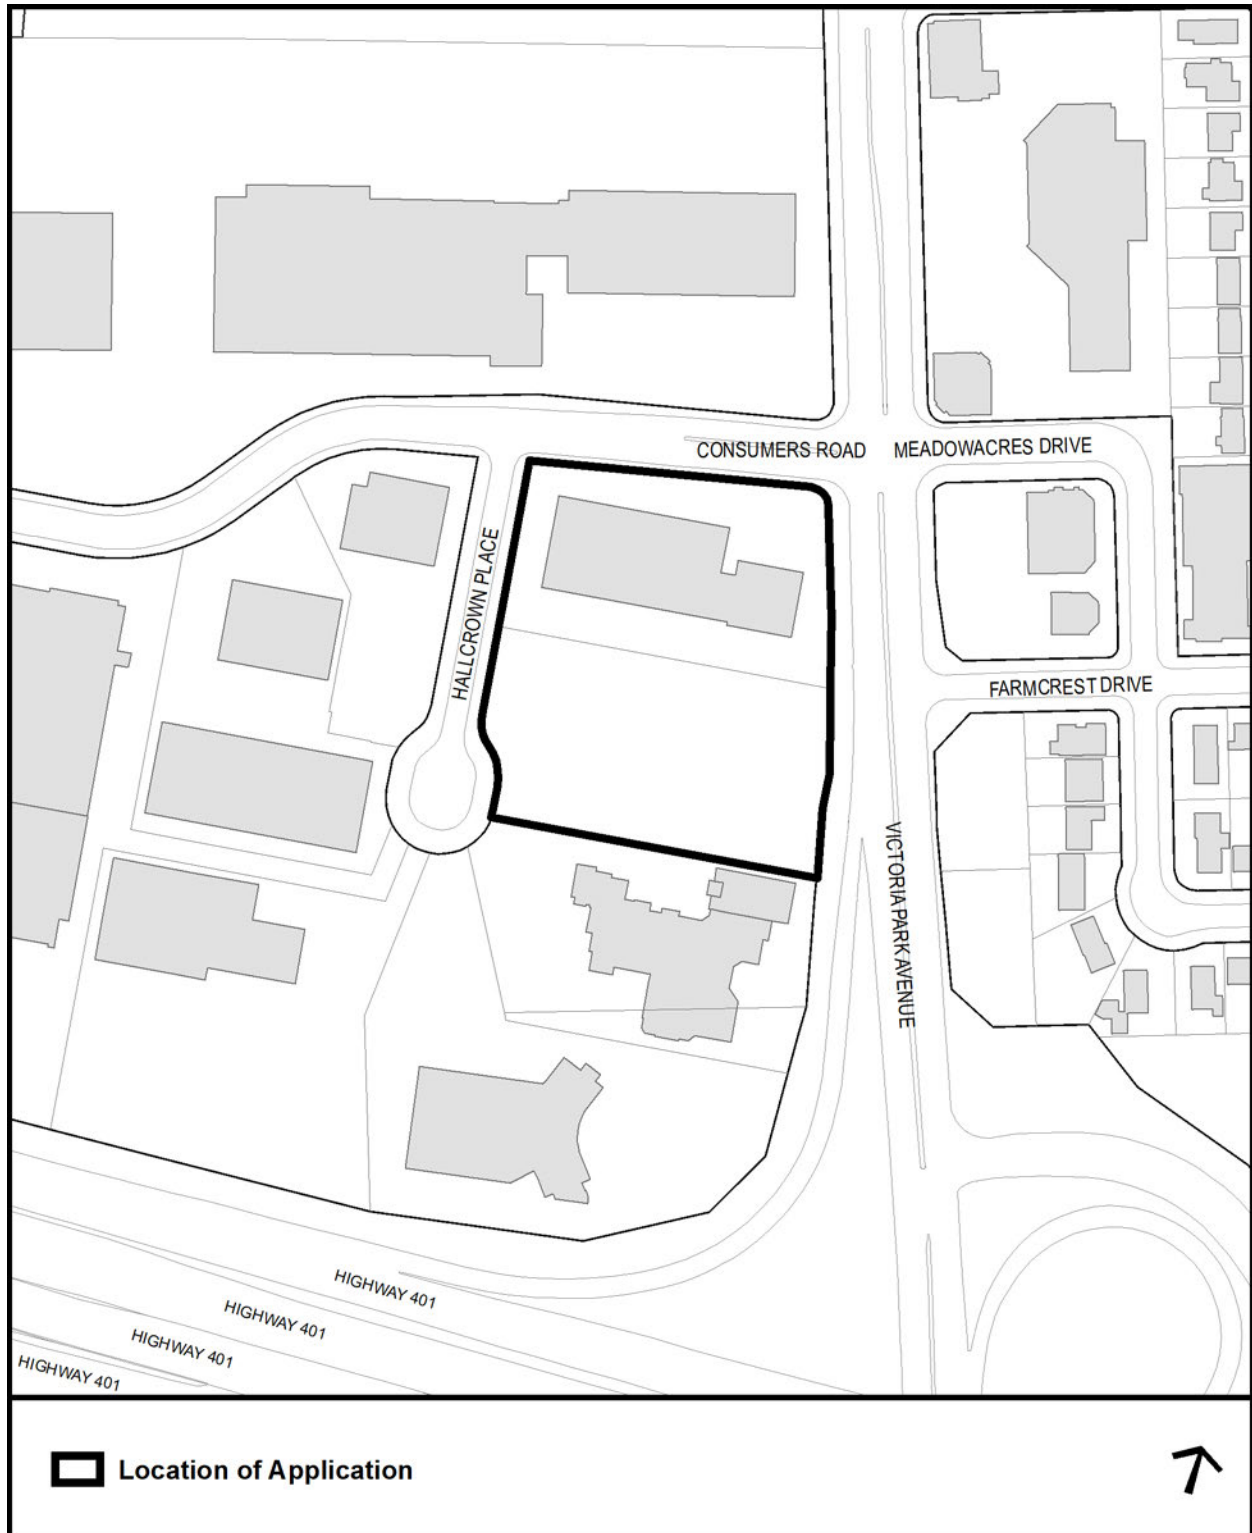 CONSUMERS ROAD
MEADOWACRES DRIVE
HALLCROWN PLACE
FARMCREST DRIVE
VICTORIA PARK AVENUE
HIGHWAY 401
HIGHWAY 401
HIGHWAY 401
HIGHWAY 401
Location of Application